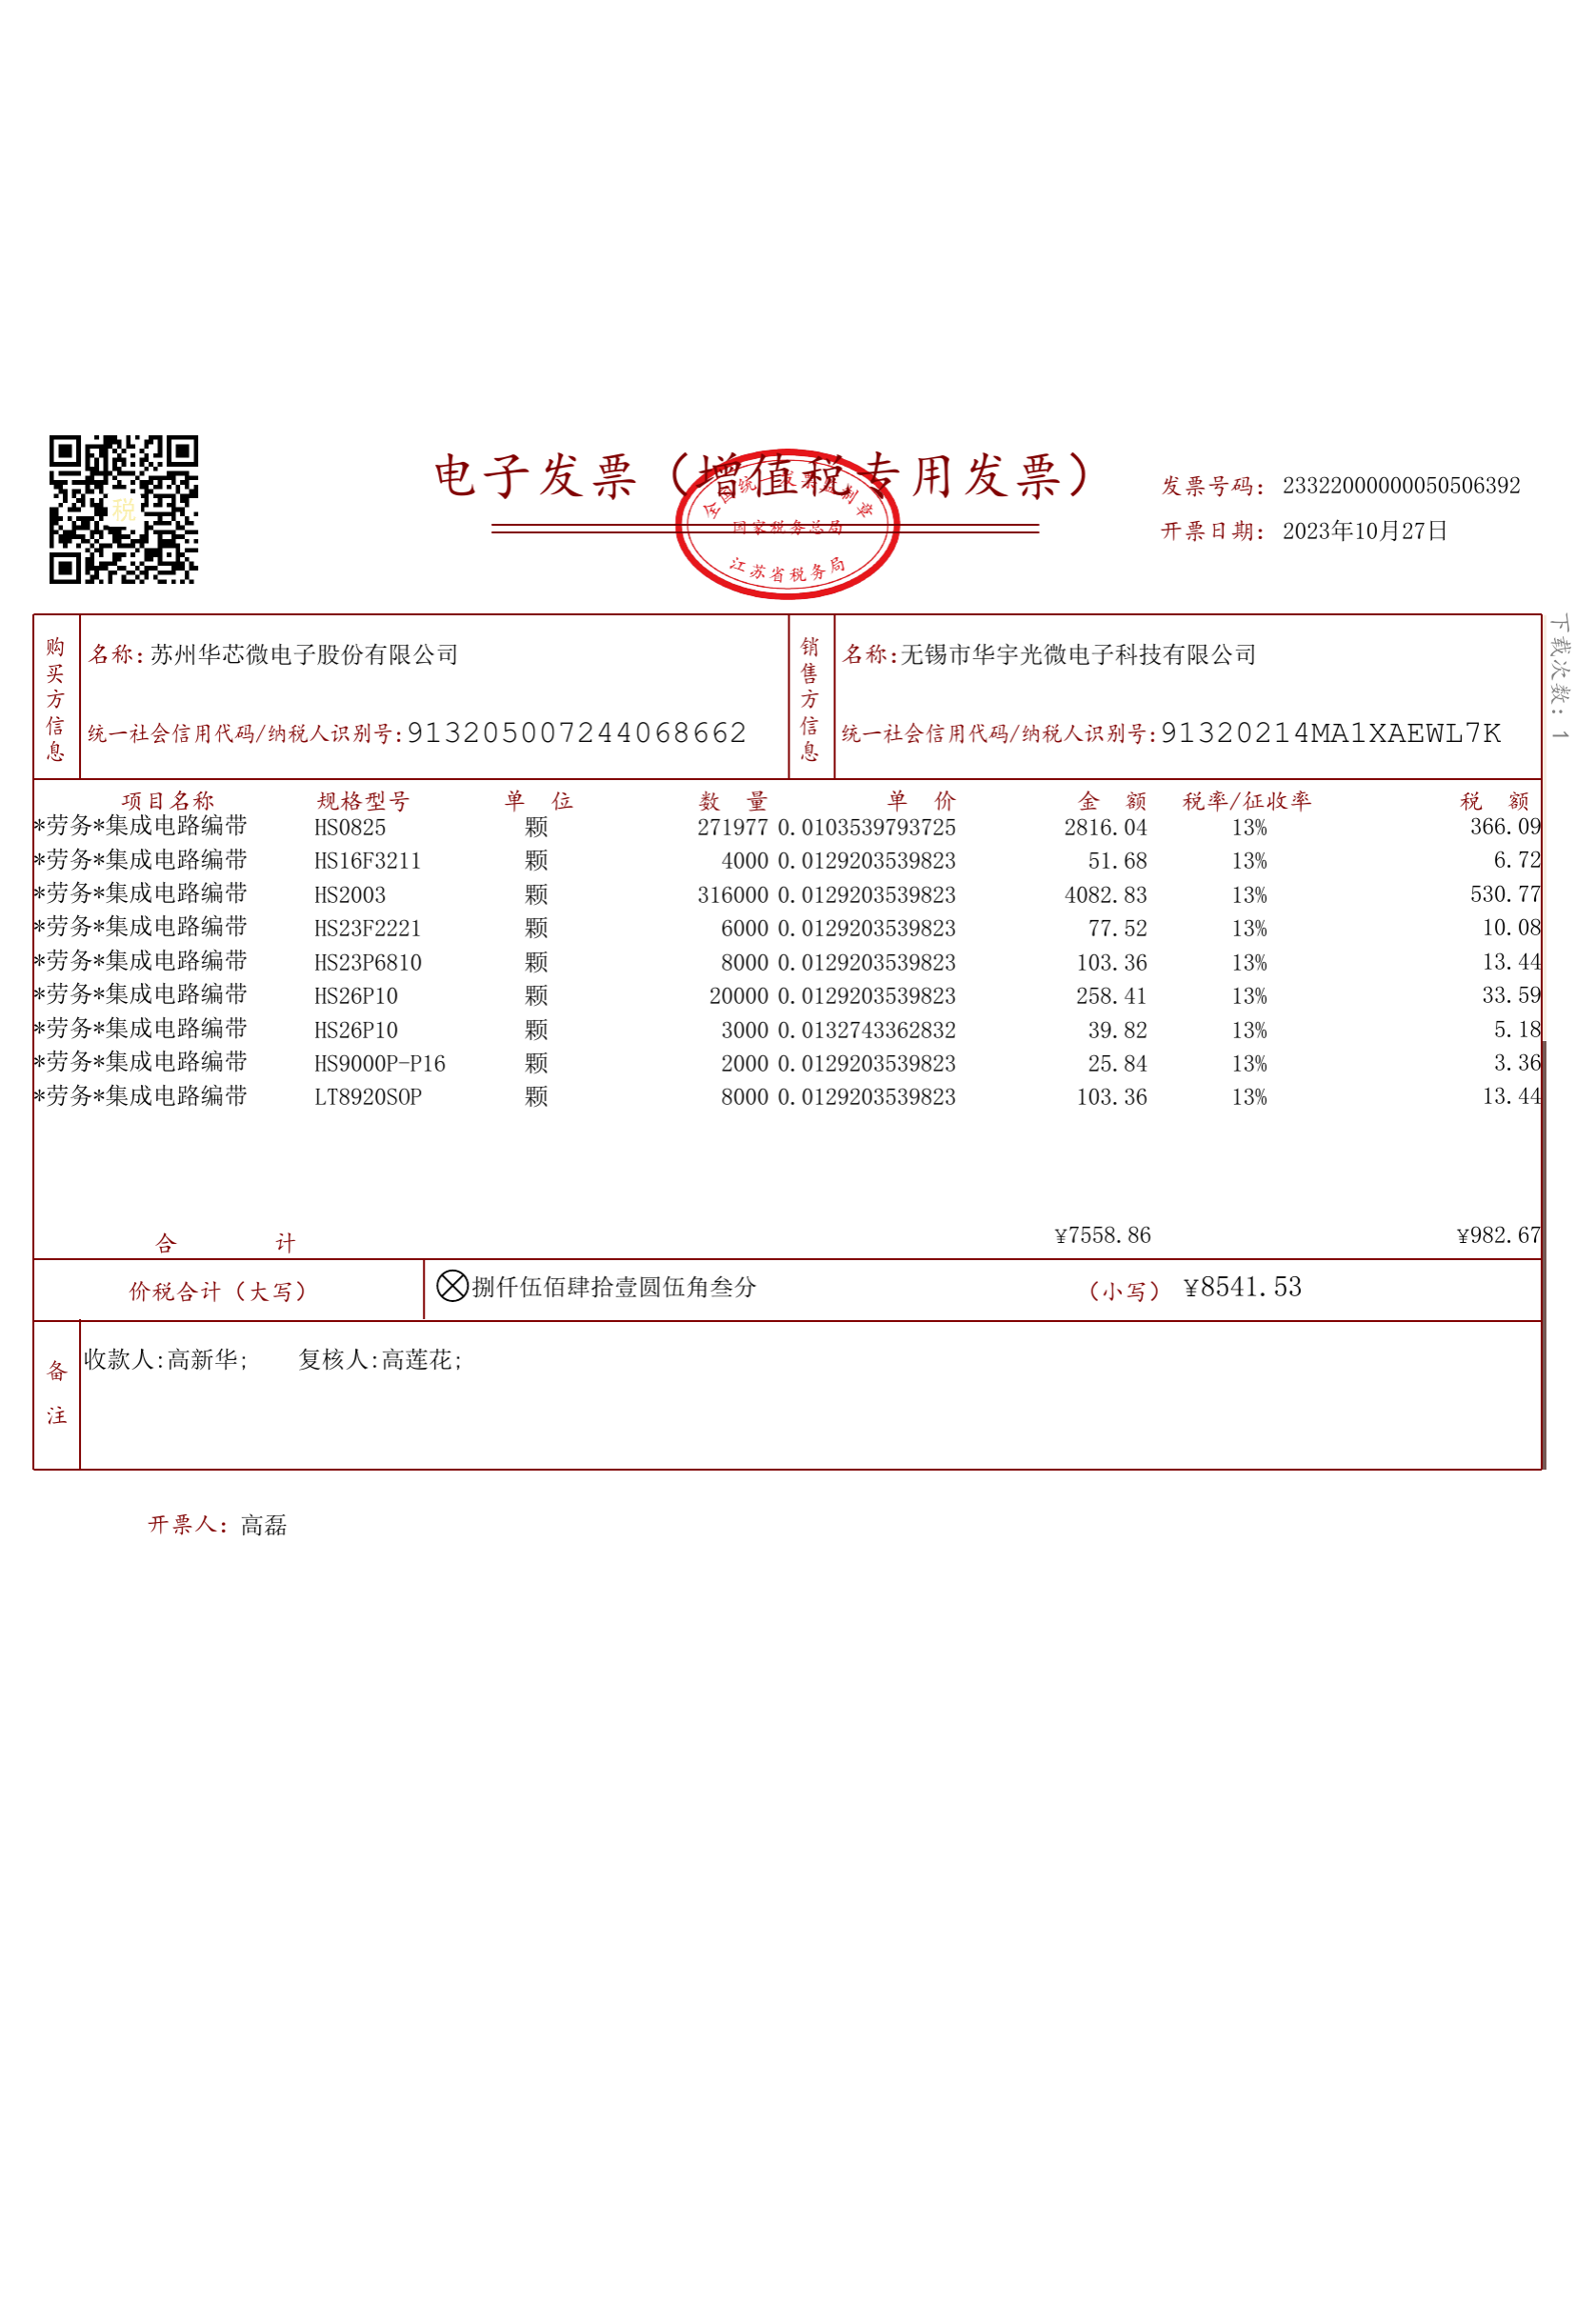 电子发票（增值税专用发票）
税
全国统一发票监制章
国家税务总局
江苏省税务局
发票号码：23322000000050506392
开票日期：2023年10月27日
下载次数：1
购买方信息
名称:苏州华芯微电子股份有限公司
统一社会信用代码/纳税人识别号:913205007244068662
销售方信息
名称:无锡市华宇光微电子科技有限公司
统一社会信用代码/纳税人识别号:91320214MA1XAEWL7K
项目名称 规格型号 单 位 数 量 单 价 金 额 税率/征收率 税 额
*劳务*集成电路编带 HS0825 颗 271977 0.0103539793725 2816.04 13% 366.09
*劳务*集成电路编带 HS16F3211 颗 4000 0.0129203539823 51.68 13% 6.72
*劳务*集成电路编带 HS2003 颗 316000 0.0129203539823 4082.83 13% 530.77
*劳务*集成电路编带 HS23F2221 颗 6000 0.0129203539823 77.52 13% 10.08
*劳务*集成电路编带 HS23P6810 颗 8000 0.0129203539823 103.36 13% 13.44
*劳务*集成电路编带 HS26P10 颗 20000 0.0129203539823 258.41 13% 33.59
*劳务*集成电路编带 HS26P10 颗 3000 0.0132743362832 39.82 13% 5.18
*劳务*集成电路编带 HS9000P-P16 颗 2000 0.0129203539823 25.84 13% 3.36
*劳务*集成电路编带 LT8920SOP 颗 8000 0.0129203539823 103.36 13% 13.44
合 计 ¥7558.86 ¥982.67
价税合计（大写） 捌仟伍佰肆拾壹圆伍角叁分 （小写） ¥8541.53
备注
收款人:高新华; 复核人:高莲花;
开票人：高磊